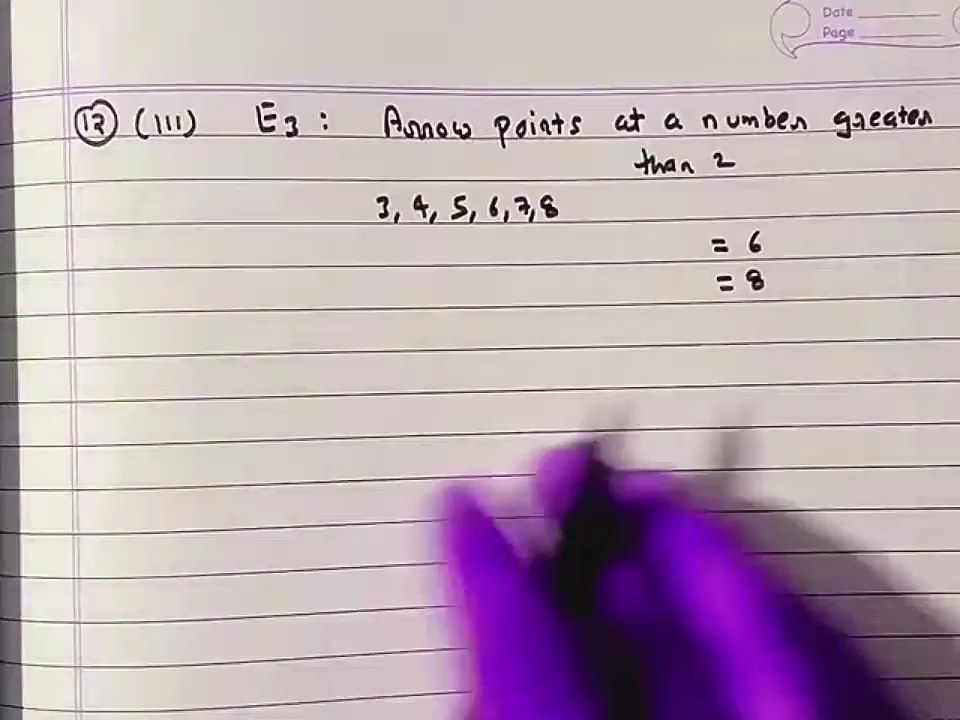 Date
Page
12 (III) E3 : Arrow points at a number greater
than 2
3, 4, 5, 6, 7, 8
= 6
= 8